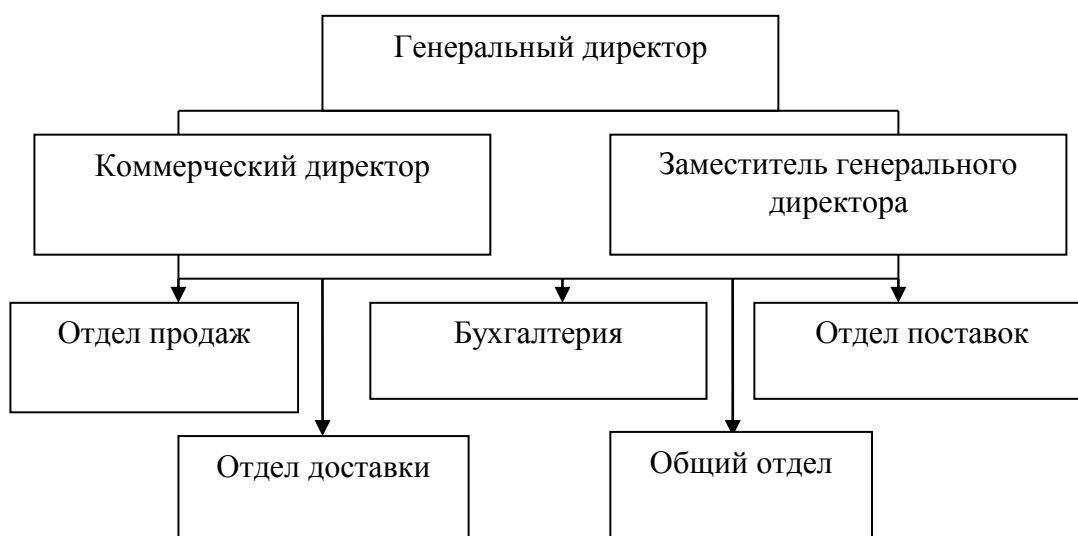 Генеральный директор
Коммерческий директор
Заместитель генерального
директора
Отдел продаж
Бухгалтерия
Отдел поставок
Отдел доставки
Общий отдел